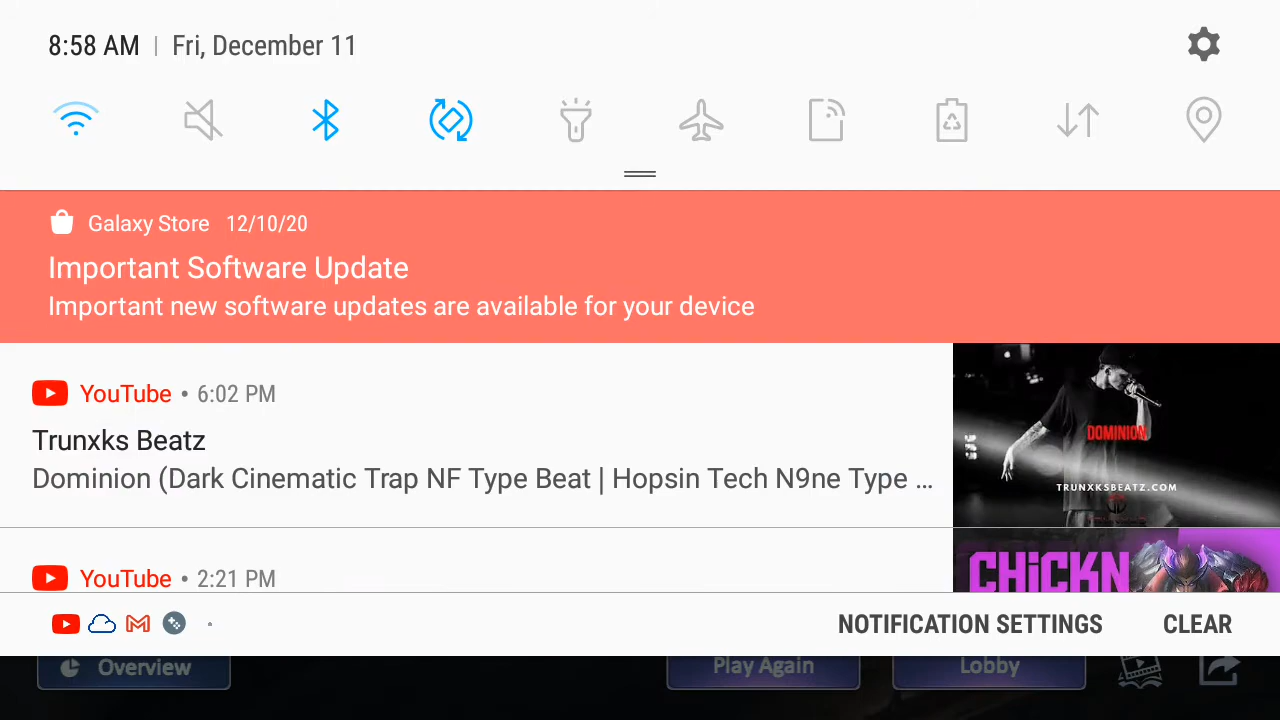 8:58 AM | Fri, December 11
Galaxy Store 12/10/20
Important Software Update
Important new software updates are available for your device
YouTube • 6:02 PM
Trunxks Beatz
Dominion (Dark Cinematic Trap NF Type Beat | Hopsin Tech N9ne Type ...
DOMINION
TRUNXKSBEATZ.COM
YouTube • 2:21 PM
CHiCKN
NOTIFICATION SETTINGS
CLEAR
Overview
Play Again
Lobby